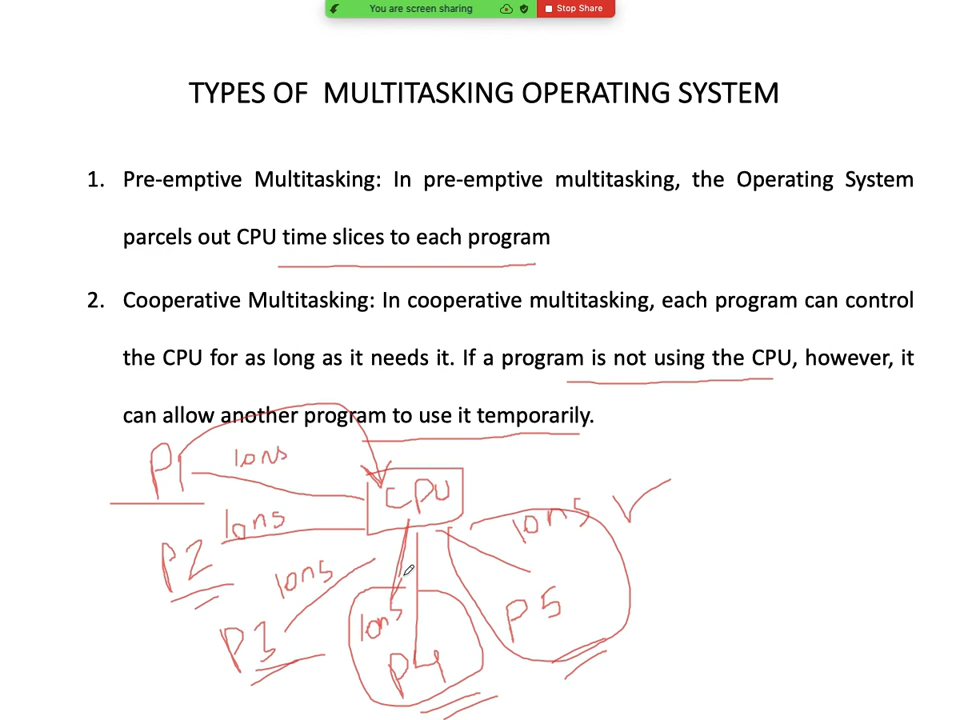 You are screen sharing
Stop Share
TYPES OF MULTITASKING OPERATING SYSTEM
1. Pre-emptive Multitasking: In pre-emptive multitasking, the Operating System
parcels out CPU time slices to each program
2. Cooperative Multitasking: In cooperative multitasking, each program can control
the CPU for as long as it needs it. If a program is not using the CPU, however, it
can allow another program to use it temporarily.
P1
10ns
CPU
10ns
10ns
P2
10ns
P5
10ns
P3
P4